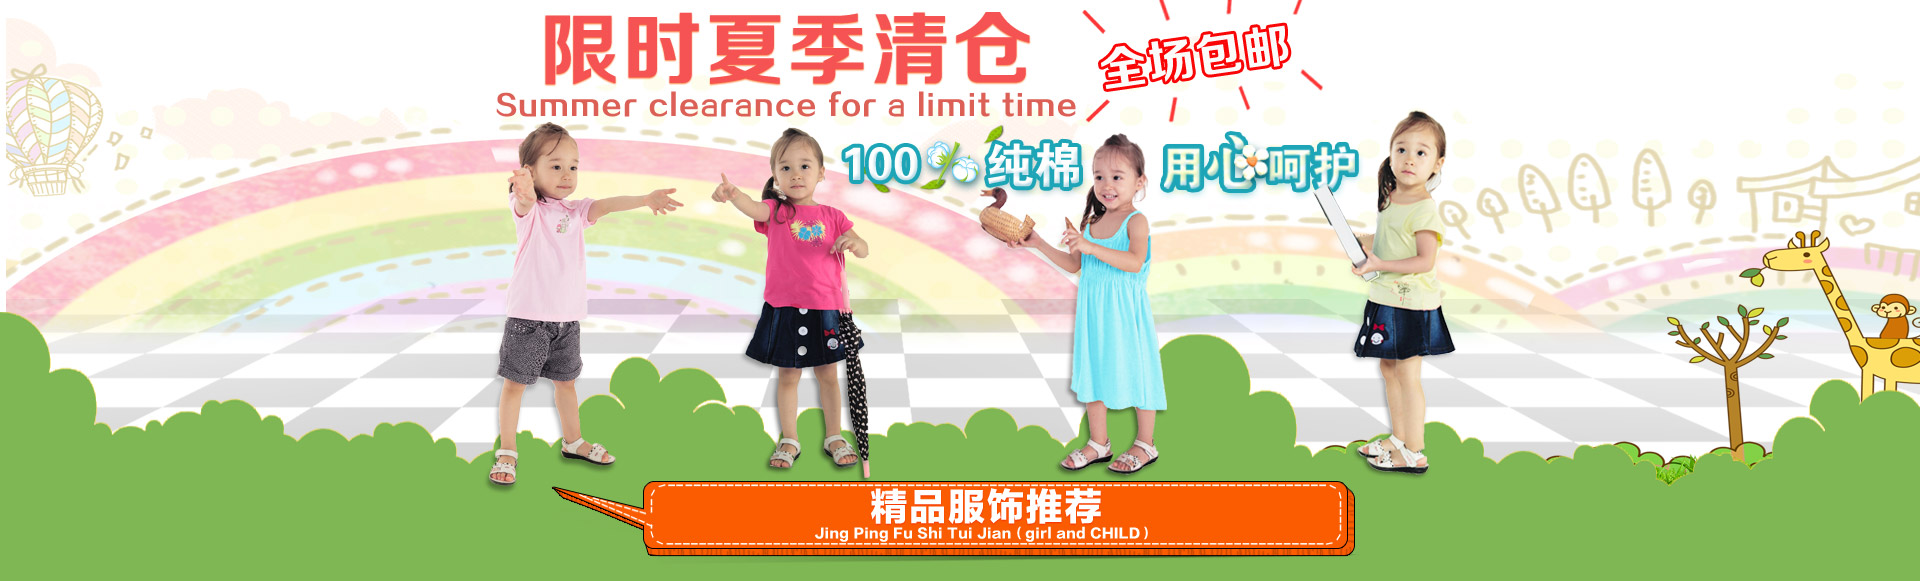 限时夏季清仓
Summer clearance for a limit time
全场包邮
100%纯棉 用心呵护
精品服饰推荐
Jing Ping Fu Shi Tui Jian ( girl and CHILD )